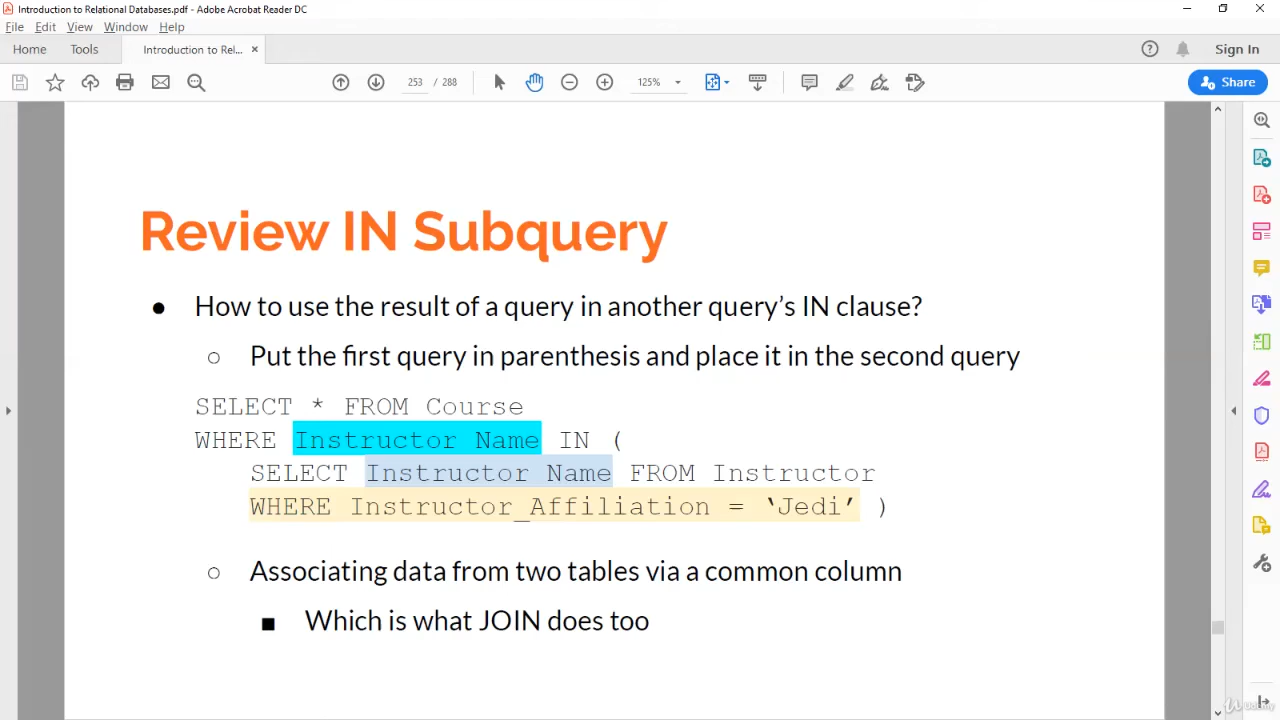 Introduction to Relational Databases.pdf - Adobe Acrobat Reader DC
File Edit View Window Help
Home Tools Introduction to Rel... × Sign In
253 / 288 125% Share
Review IN Subquery
● How to use the result of a query in another query’s IN clause?
○ Put the first query in parenthesis and place it in the second query
SELECT * FROM Course
WHERE Instructor_Name IN (
SELECT Instructor_Name FROM Instructor
WHERE Instructor_Affiliation = ‘Jedi’ )
○ Associating data from two tables via a common column
■ Which is what JOIN does too
Udemy